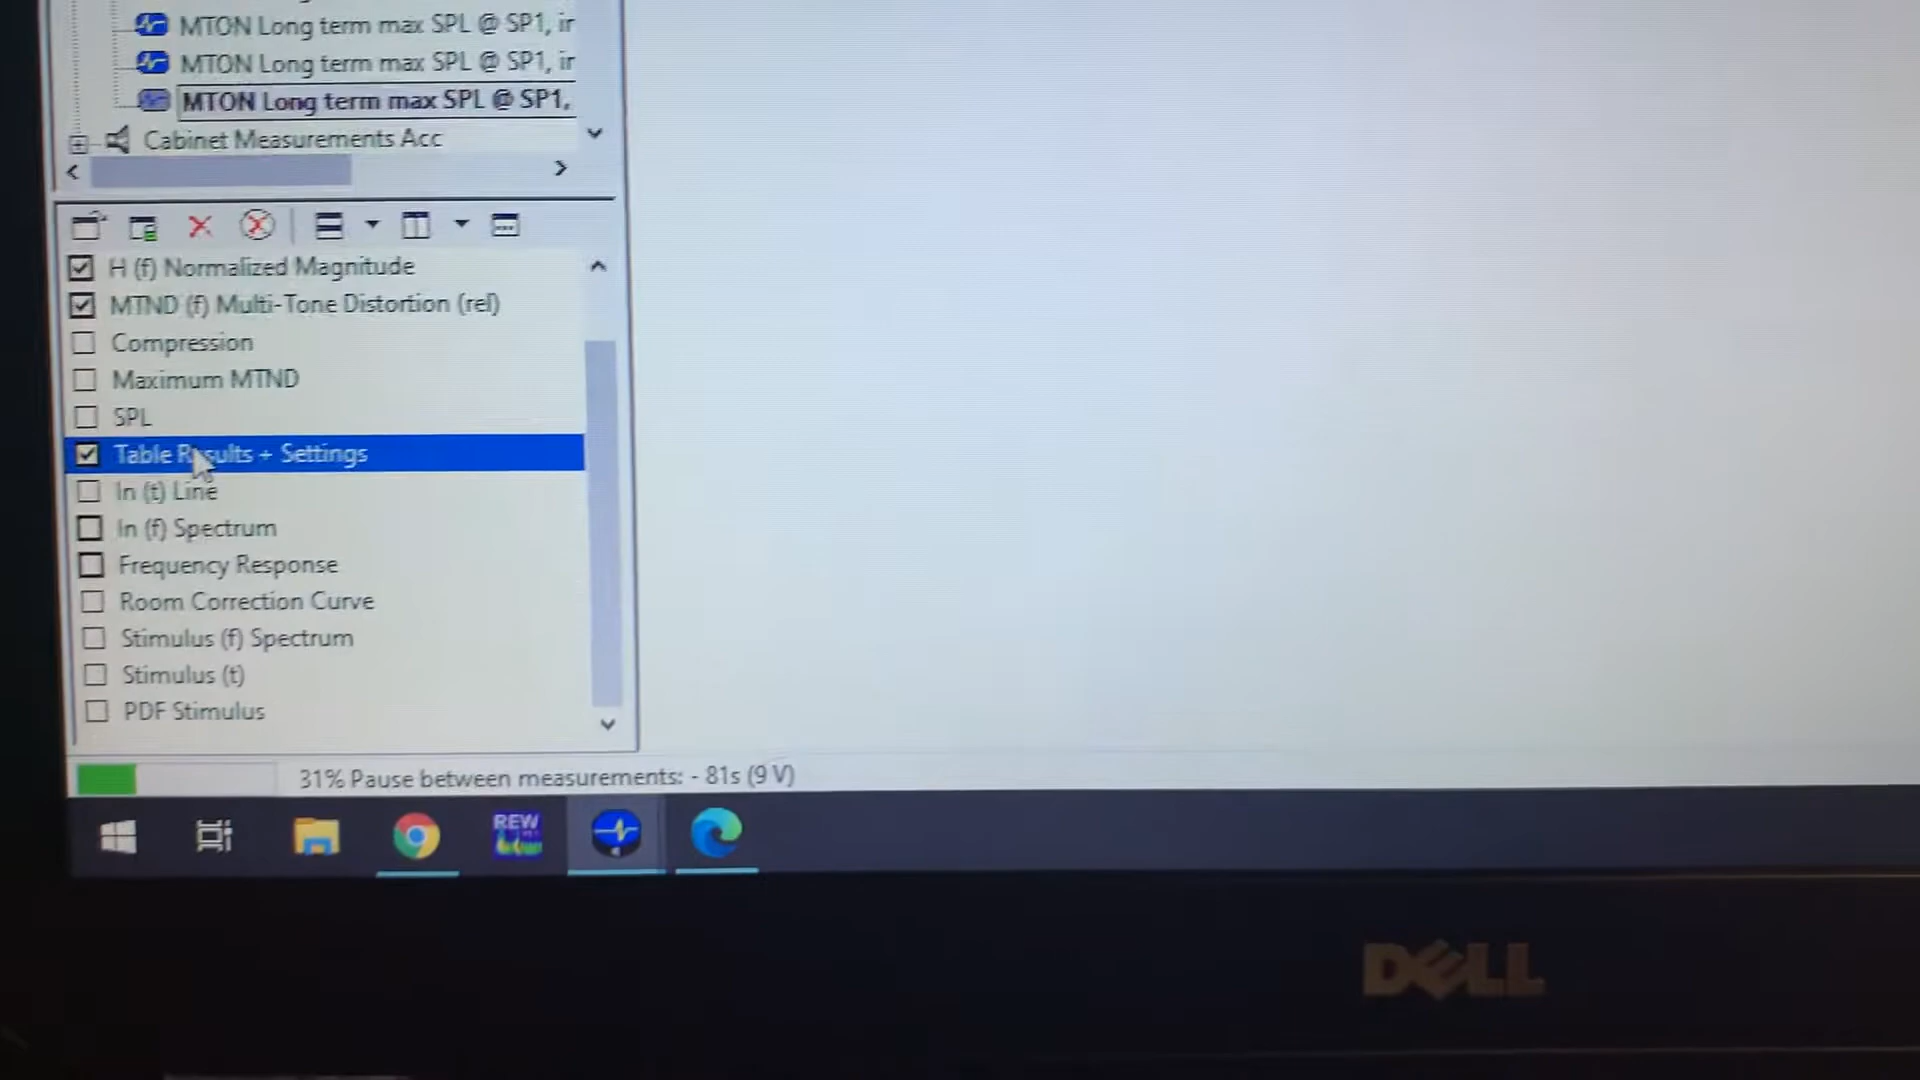 MTON Long term max SPL @ SP1, ir
MTON Long term max SPL @ SP1, ir
MTON Long term max SPL @ SP1,
Cabinet Measurements Acc
H (f) Normalized Magnitude
MTND (f) Multi-Tone Distortion (rel)
Compression
Maximum MTND
SPL
Table Results + Settings
In (t) Line
In (f) Spectrum
Frequency Response
Room Correction Curve
Stimulus (f) Spectrum
Stimulus (t)
PDF Stimulus
31% Pause between measurements: - 81s (9 V)
REW
DELL